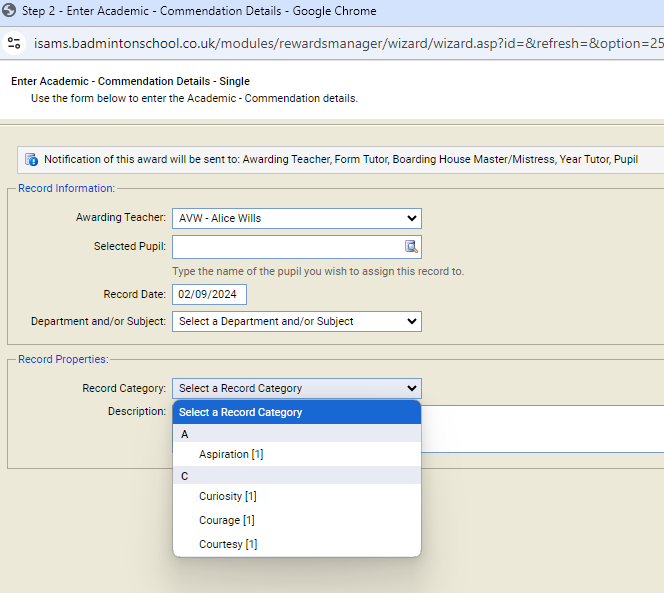 Step 2 - Enter Academic - Commendation Details - Google Chrome
isams.badmintonschool.co.uk/modules/rewardsmanager/wizard/wizard.asp?id=&refresh=&option=25
Enter Academic - Commendation Details - Single
Use the form below to enter the Academic - Commendation details.
Notification of this award will be sent to: Awarding Teacher, Form Tutor, Boarding House Master/Mistress, Year Tutor, Pupil
Record Information:
Awarding Teacher: AVW - Alice Wills
Selected Pupil:
Type the name of the pupil you wish to assign this record to.
Record Date: 02/09/2024
Department and/or Subject: Select a Department and/or Subject
Record Properties:
Record Category: Select a Record Category
Description: Select a Record Category
A
Aspiration [1]
C
Curiosity [1]
Courage [1]
Courtesy [1]